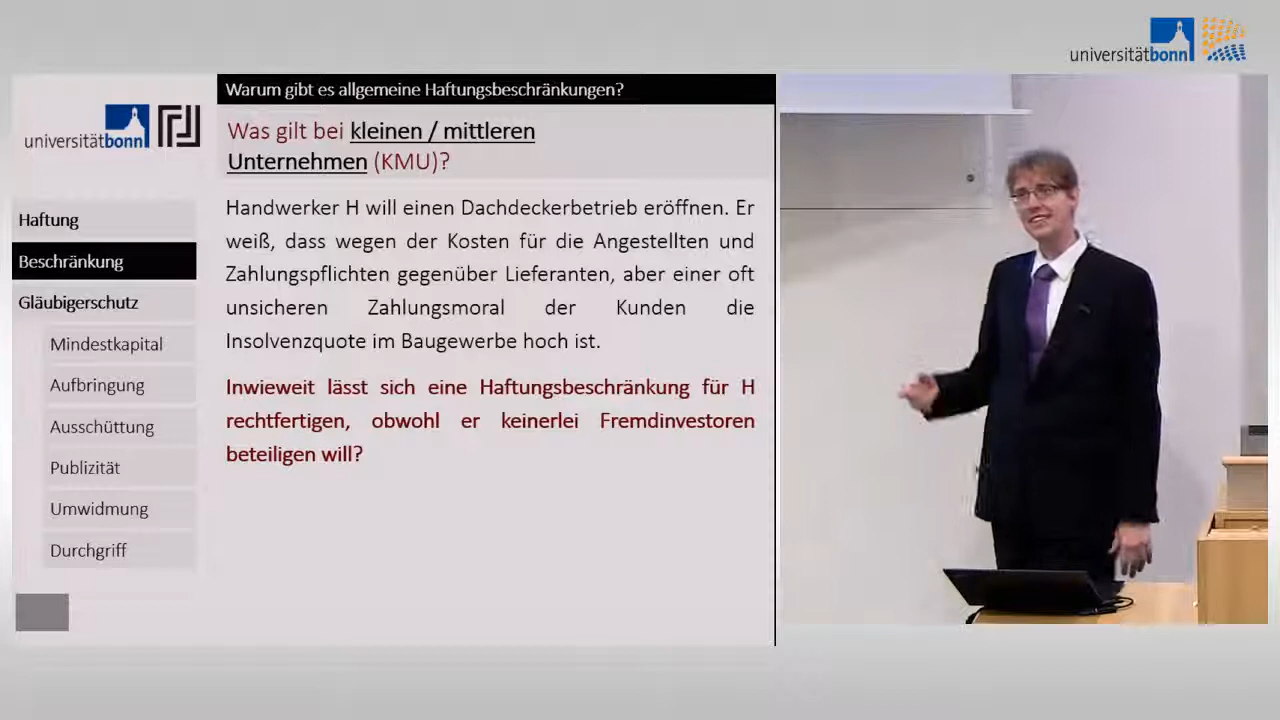 universitätbonn
universitätbonn
Warum gibt es allgemeine Haftungsbeschränkungen?
Was gilt bei kleinen / mittleren
Unternehmen (KMU)?
Haftung
Beschränkung
Gläubigerschutz
Mindestkapital
Aufbringung
Ausschüttung
Publizität
Umwidmung
Durchgriff
Handwerker H will einen Dachdeckerbetrieb eröffnen. Er
weiß, dass wegen der Kosten für die Angestellten und
Zahlungspflichten gegenüber Lieferanten, aber einer oft
unsicheren Zahlungsmoral der Kunden die
Insolvenzquote im Baugewerbe hoch ist.
Inwieweit lässt sich eine Haftungsbeschränkung für H
rechtfertigen, obwohl er keinerlei Fremdinvestoren
beteiligen will?